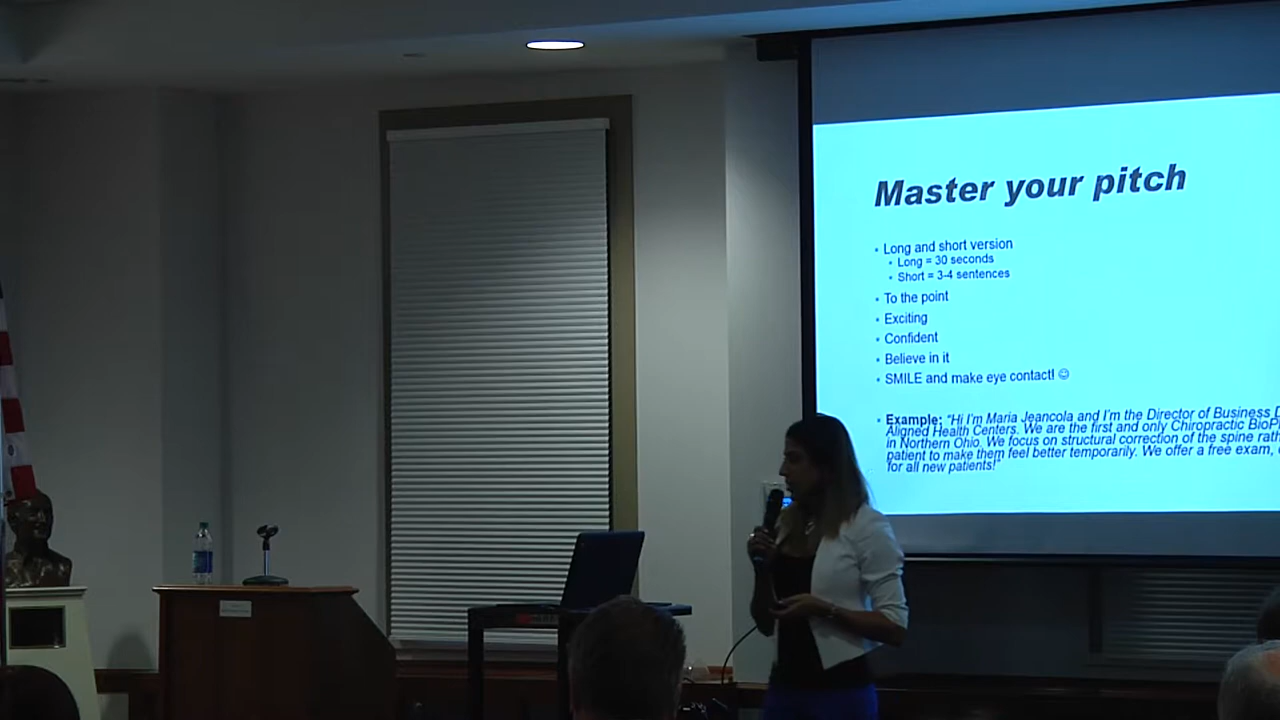 Master your pitch
• Long and short version
• Long = 30 seconds
• Short = 3-4 sentences
• To the point
• Exciting
• Confident
• Believe in it
• SMILE and make eye contact! ☺
• Example: "Hi I'm Maria Jeancola and I'm the Director of Business D
Aligned Health Centers. We are the first and only Chiropractic BioP
in Northern Ohio. We focus on structural correction of the spine rath
patient to make them feel better temporarily. We offer a free exam,
for all new patients!"